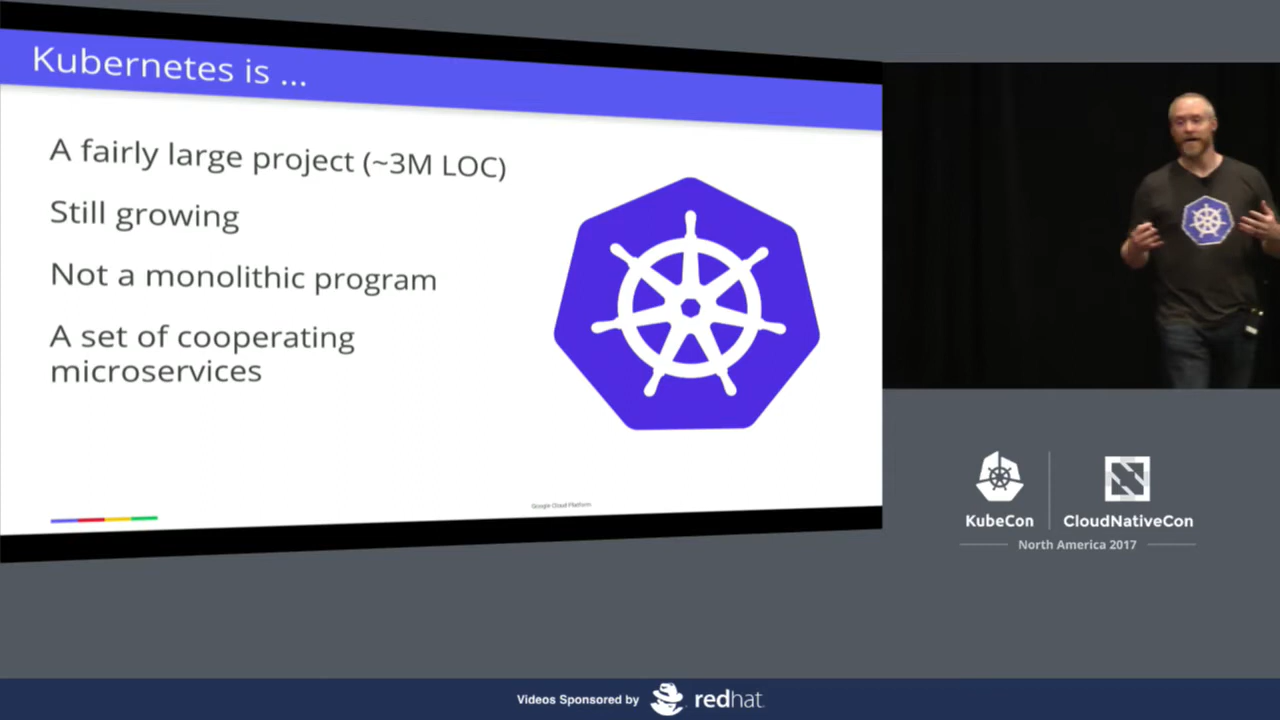 Kubernetes is ...
A fairly large project (~3M LOC)
Still growing
Not a monolithic program
A set of cooperating
microservices
Google Cloud Platform
KubeCon
CloudNativeCon
North America 2017
Videos Sponsored by
redhat.